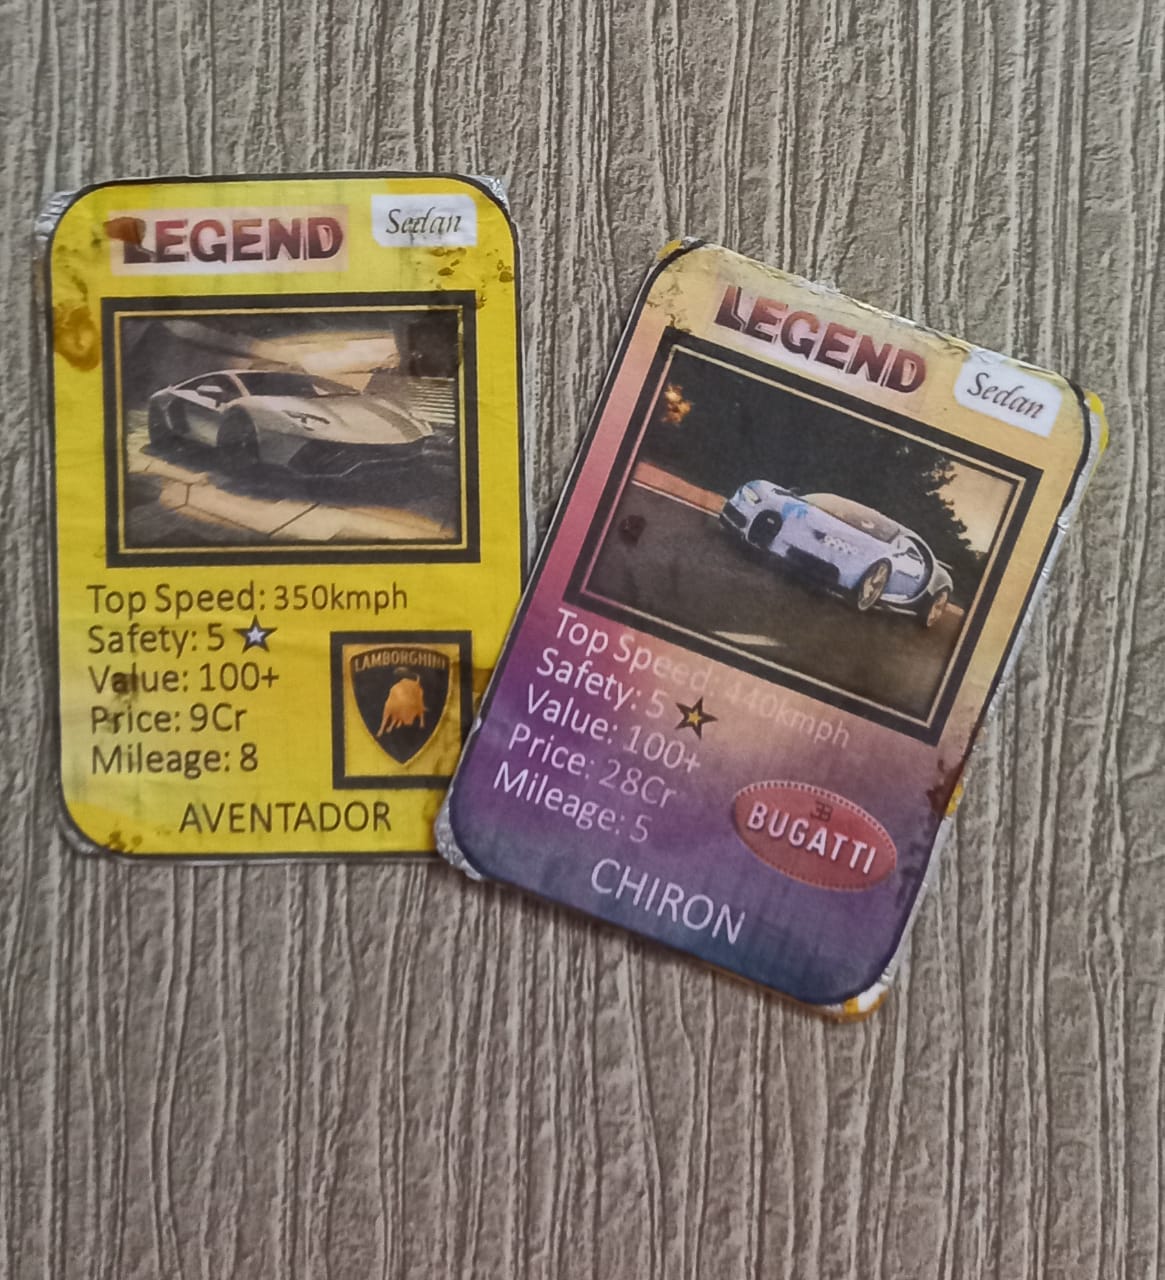 LEGEND
Sedan
Top Speed: 350kmph
Safety: 5
Value: 100+
Price: 9Cr
Mileage: 8
LAMBORGHINI
AVENTADOR
LEGEND
Sedan
Top Speed: 440kmph
Safety: 5
Value: 100+
Price: 28Cr
Mileage: 5
BUGATTI
CHIRON